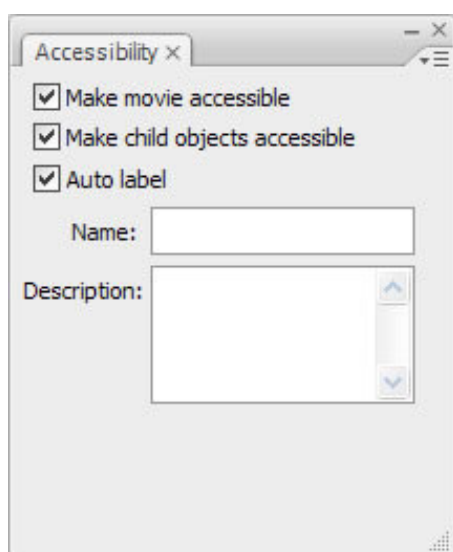 Accessibility
Make movie accessible
Make child objects accessible
Auto label
Name:
Description: